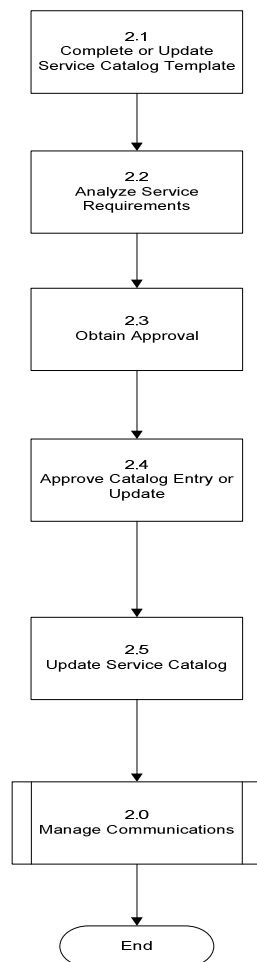 2.1
Complete or Update
Service Catalog Template
2.2
Analyze Service
Requirements
2.3
Obtain Approval
2.4
Approve Catalog Entry or
Update
2.5
Update Service Catalog
2.0
Manage Communications
End